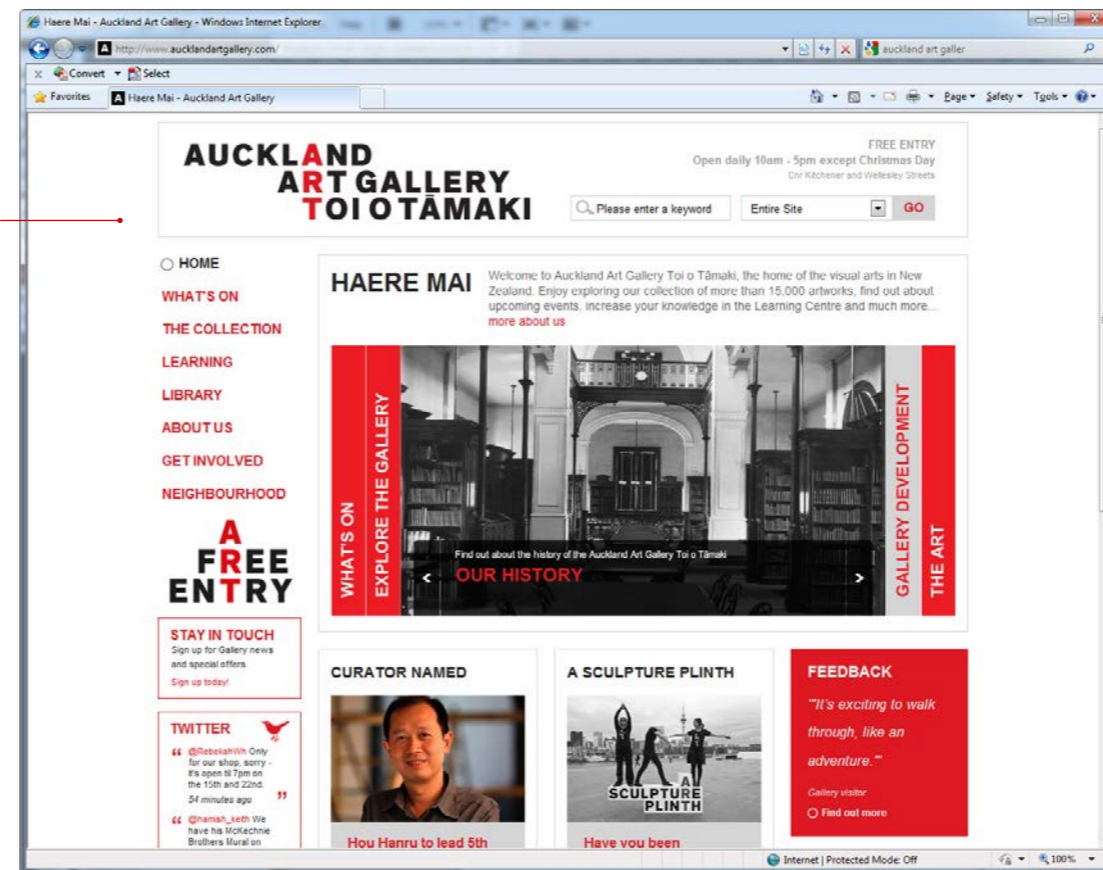 Haere Mai - Auckland Art Gallery - Windows Internet Explorer
http://www.aucklandartgallery.com/
auckland art galler
x Convert Select
Favorites
Haere Mai - Auckland Art Gallery
Page Safety Tools
AUCKLAND
ART GALLERY
TOI O TĀMAKI
FREE ENTRY
Open daily 10am - 5pm except Christmas Day
Cnr Kitchener and Wellesley Streets
Please enter a keyword
Entire Site
GO
HOME
WHAT'S ON
THE COLLECTION
LEARNING
LIBRARY
ABOUT US
GET INVOLVED
NEIGHBOURHOOD
A
FREE
ENTRY
STAY IN TOUCH
Sign up for Gallery news
and special offers.
Sign up today!
TWITTER
“ @RebekahWh Only
for our shop, sorry -
it's open til 7pm on
the 15th and 22nd.
54 minutes ago ”
“ @hamish_keith We
have his McKechnie
Brothers Mural on
HAERE MAI
Welcome to Auckland Art Gallery Toi o Tāmaki, the home of the visual arts in New
Zealand. Enjoy exploring our collection of more than 15,000 artworks, find out about
upcoming events, increase your knowledge in the Learning Centre and much more...
more about us
WHAT'S ON
EXPLORE THE GALLERY
Find out about the history of the Auckland Art Gallery Toi o Tāmaki
< OUR HISTORY >
GALLERY DEVELOPMENT
THE ART
CURATOR NAMED
Hou Hanru to lead 5th
A SCULPTURE PLINTH
A
SCULPTURE
PLINTH
Have you been
FEEDBACK
"'It's exciting to walk
through, like an
adventure.'"
Gallery visitor
Find out more
Internet | Protected Mode: Off
100%